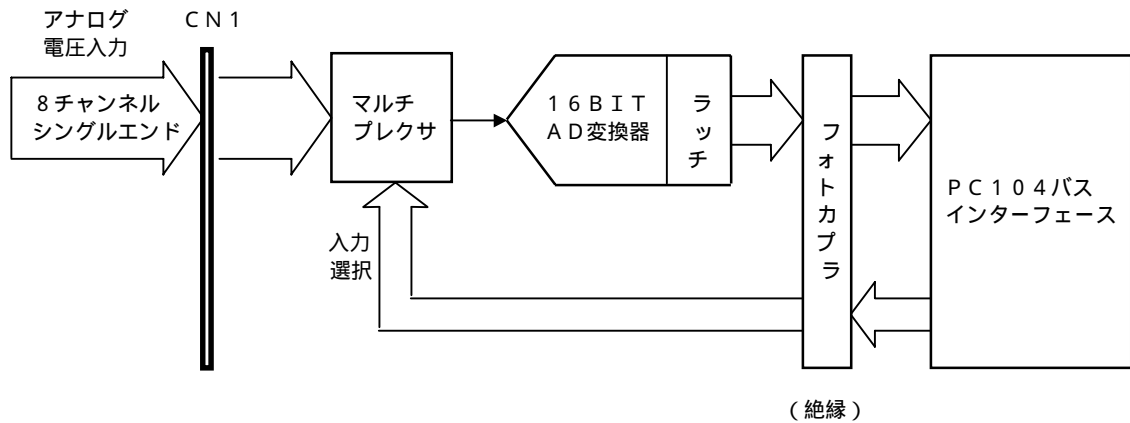 アナログ
電圧入力
ＣＮ１
８チャンネル
シングルエンド
マルチ
プレクサ
１６ＢＩＴ
ＡＤ変換器
ラッチ
フォトカプラ
ＰＣ１０４バス
インターフェース
入力
選択
（絶縁）